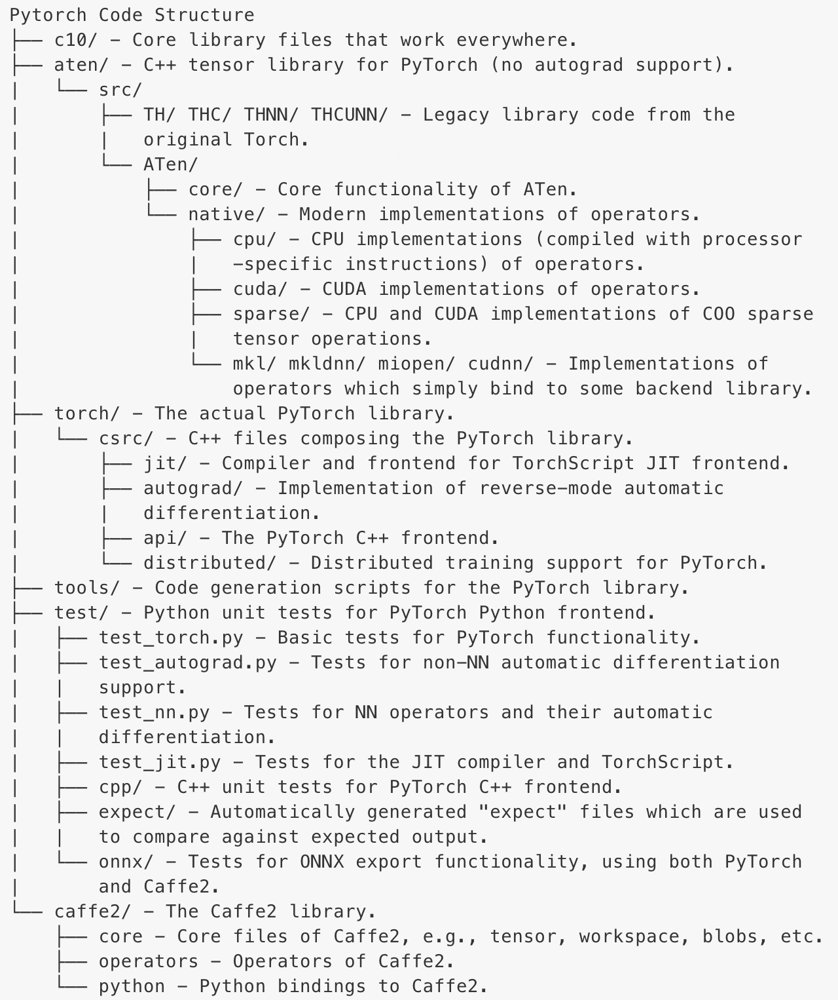 Pytorch Code Structure
├── c10/ - Core library files that work everywhere.
├── aten/ - C++ tensor library for PyTorch (no autograd support).
|   └── src/
|       ├── TH/ THC/ THNN/ THCUNN/ - Legacy library code from the
|       |   original Torch.
|       └── ATen/
|           ├── core/ - Core functionality of ATen.
|           └── native/ - Modern implementations of operators.
|               ├── cpu/ - CPU implementations (compiled with processor
|               |   -specific instructions) of operators.
|               ├── cuda/ - CUDA implementations of operators.
|               ├── sparse/ - CPU and CUDA implementations of COO sparse
|               |   tensor operations.
|               └── mkl/ mkldnn/ miopen/ cudnn/ - Implementations of
|                   operators which simply bind to some backend library.
├── torch/ - The actual PyTorch library.
|   └── csrc/ - C++ files composing the PyTorch library.
|       ├── jit/ - Compiler and frontend for TorchScript JIT frontend.
|       ├── autograd/ - Implementation of reverse-mode automatic
|       |   differentiation.
|       ├── api/ - The PyTorch C++ frontend.
|       └── distributed/ - Distributed training support for PyTorch.
├── tools/ - Code generation scripts for the PyTorch library.
├── test/ - Python unit tests for PyTorch Python frontend.
|   ├── test_torch.py - Basic tests for PyTorch functionality.
|   ├── test_autograd.py - Tests for non-NN automatic differentiation
|   |   support.
|   ├── test_nn.py - Tests for NN operators and their automatic
|   |   differentiation.
|   ├── test_jit.py - Tests for the JIT compiler and TorchScript.
|   ├── cpp/ - C++ unit tests for PyTorch C++ frontend.
|   ├── expect/ - Automatically generated "expect" files which are used
|   |   to compare against expected output.
|   └── onnx/ - Tests for ONNX export functionality, using both PyTorch
|       and Caffe2.
└── caffe2/ - The Caffe2 library.
    ├── core - Core files of Caffe2, e.g., tensor, workspace, blobs, etc.
    ├── operators - Operators of Caffe2.
    └── python - Python bindings to Caffe2.